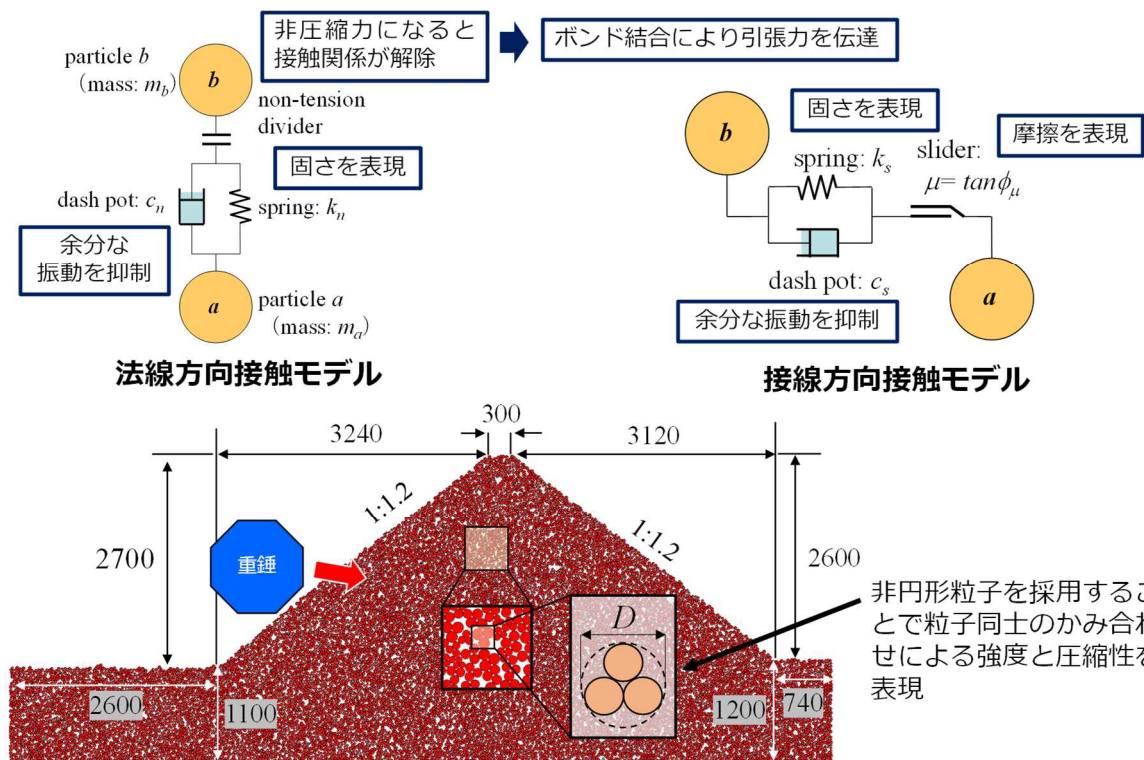 非圧縮力になると
接触関係が解除
ボンド結合により引張力を伝達
particle b
(mass: m_b)
b
non-tension
divider
固さを表現
dash pot: c_n
spring: k_n
余分な
振動を抑制
a
particle a
(mass: m_a)
法線方向接触モデル
b
固さを表現
摩擦を表現
spring: k_s
slider:
μ= tanϕ_μ
dash pot: c_s
a
余分な振動を抑制
接線方向接触モデル
300
3240
3120
1:1.2
1:1.2
2700
重錘
2600
D
非円形粒子を採用するこ
とで粒子同士のかみ合わ
せによる強度と圧縮性を
表現
2600
1100
1200
740